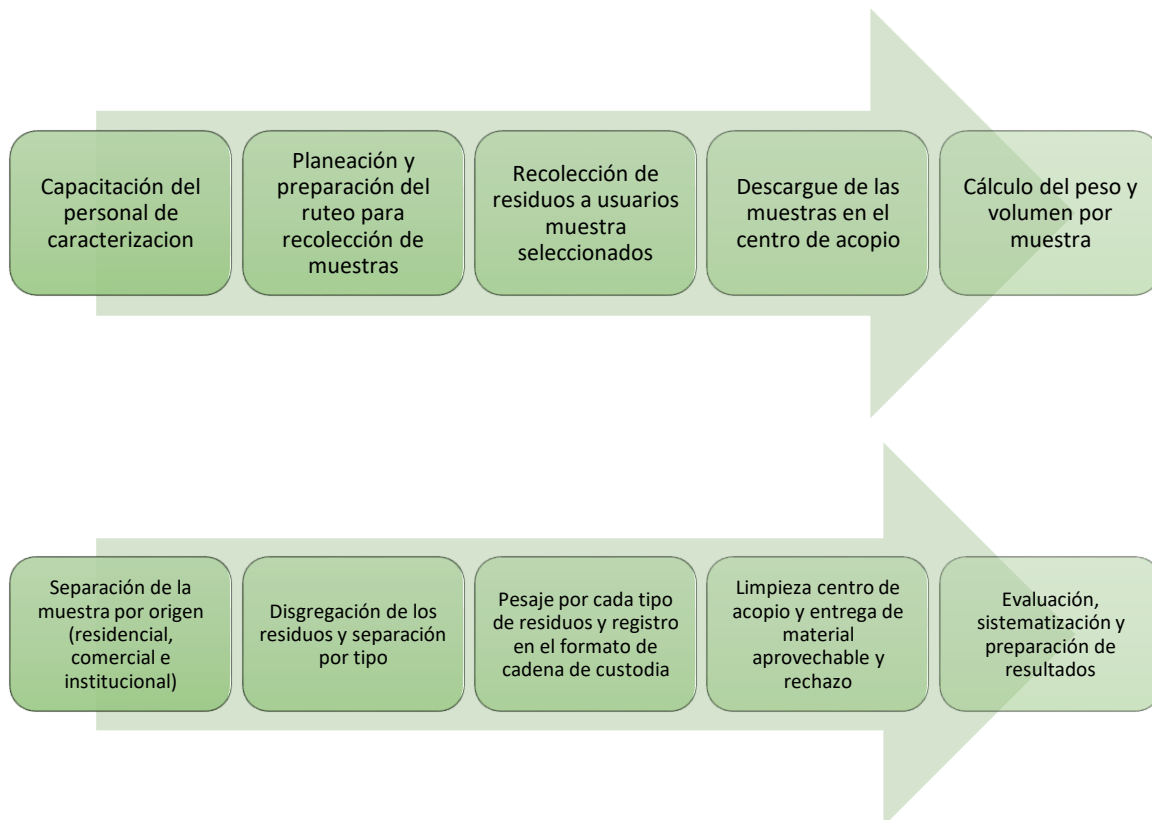 Capacitación del
personal de
caracterizacion
Planeación y
preparación del
ruteo para
recolección de
muestras
Recolección de
residuos a usuarios
muestra
seleccionados
Descargue de las
muestras en el
centro de acopio
Cálculo del peso y
volumen por
muestra
Separación de la
muestra por origen
(residencial,
comercial e
institucional)
Disgregación de los
residuos y separación
por tipo
Pesaje por cada tipo
de residuos y registro
en el formato de
cadena de custodia
Limpieza centro de
acopio y entrega de
material
aprovechable y
rechazo
Evaluación,
sistematización y
preparación de
resultados